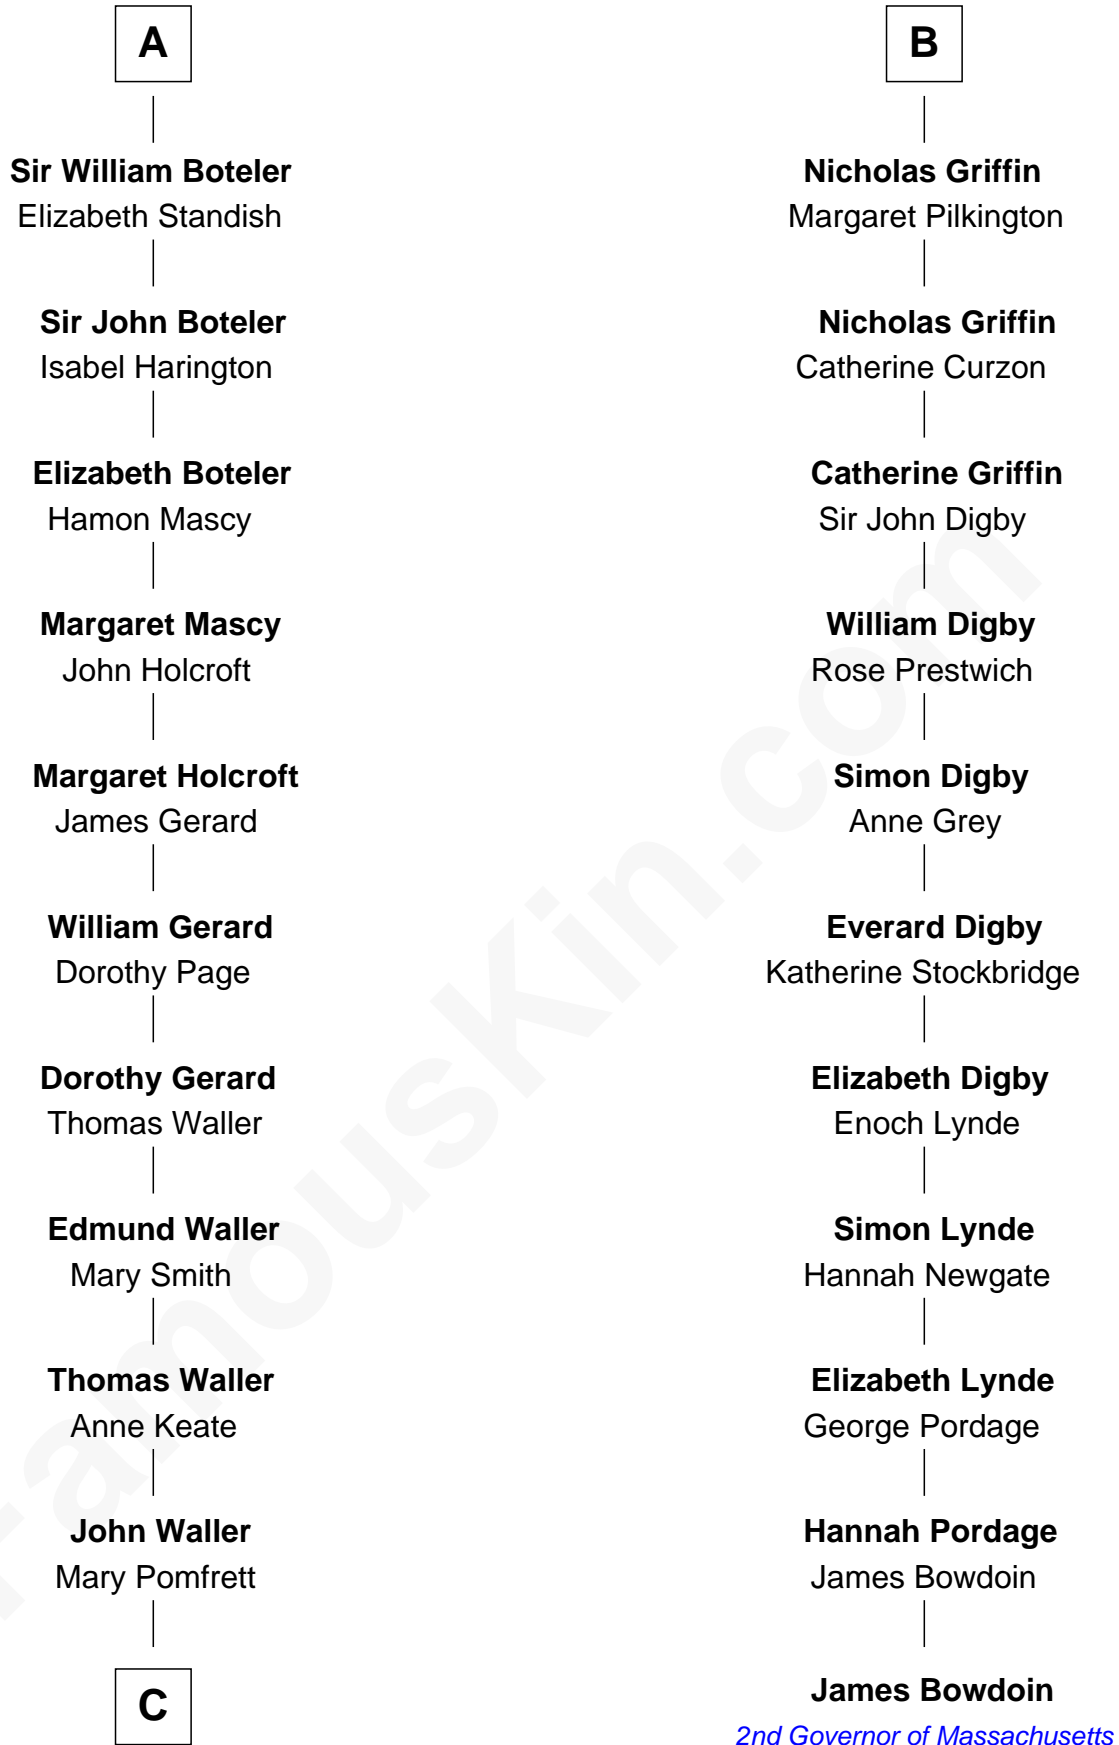 A
Sir William Boteler
Elizabeth Standish
Sir John Boteler
Isabel Harington
Elizabeth Boteler
Hamon Mascy
Margaret Mascy
John Holcroft
Margaret Holcroft
James Gerard
William Gerard
Dorothy Page
Dorothy Gerard
Thomas Waller
Edmund Waller
Mary Smith
Thomas Waller
Anne Keate
John Waller
Mary Pomfrett
C
B
Nicholas Griffin
Margaret Pilkington
Nicholas Griffin
Catherine Curzon
Catherine Griffin
Sir John Digby
William Digby
Rose Prestwich
Simon Digby
Anne Grey
Everard Digby
Katherine Stockbridge
Elizabeth Digby
Enoch Lynde
Simon Lynde
Hannah Newgate
Elizabeth Lynde
George Pordage
Hannah Pordage
James Bowdoin
James Bowdoin
2nd Governor of Massachusetts
FamousKin.com